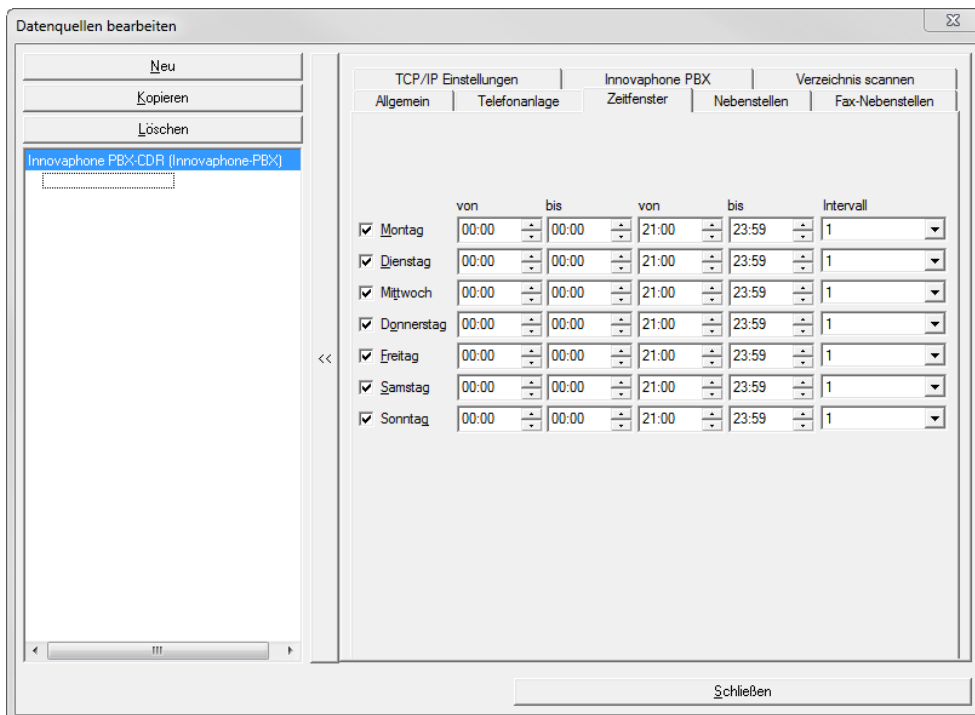 Datenquellen bearbeiten
Neu
Kopieren
Löschen
Innovaphone PBX-CDR (Innovaphone-PBX)
<<
TCP/IP Einstellungen Innovaphone PBX Verzeichnis scannen
Allgemein Telefonanlage Zeitfenster Nebenstellen Fax-Nebenstellen
von bis von bis Intervall
Montag 00:00 00:00 21:00 23:59 1
Dienstag 00:00 00:00 21:00 23:59 1
Mittwoch 00:00 00:00 21:00 23:59 1
Donnerstag 00:00 00:00 21:00 23:59 1
Freitag 00:00 00:00 21:00 23:59 1
Samstag 00:00 00:00 21:00 23:59 1
Sonntag 00:00 00:00 21:00 23:59 1
Schließen